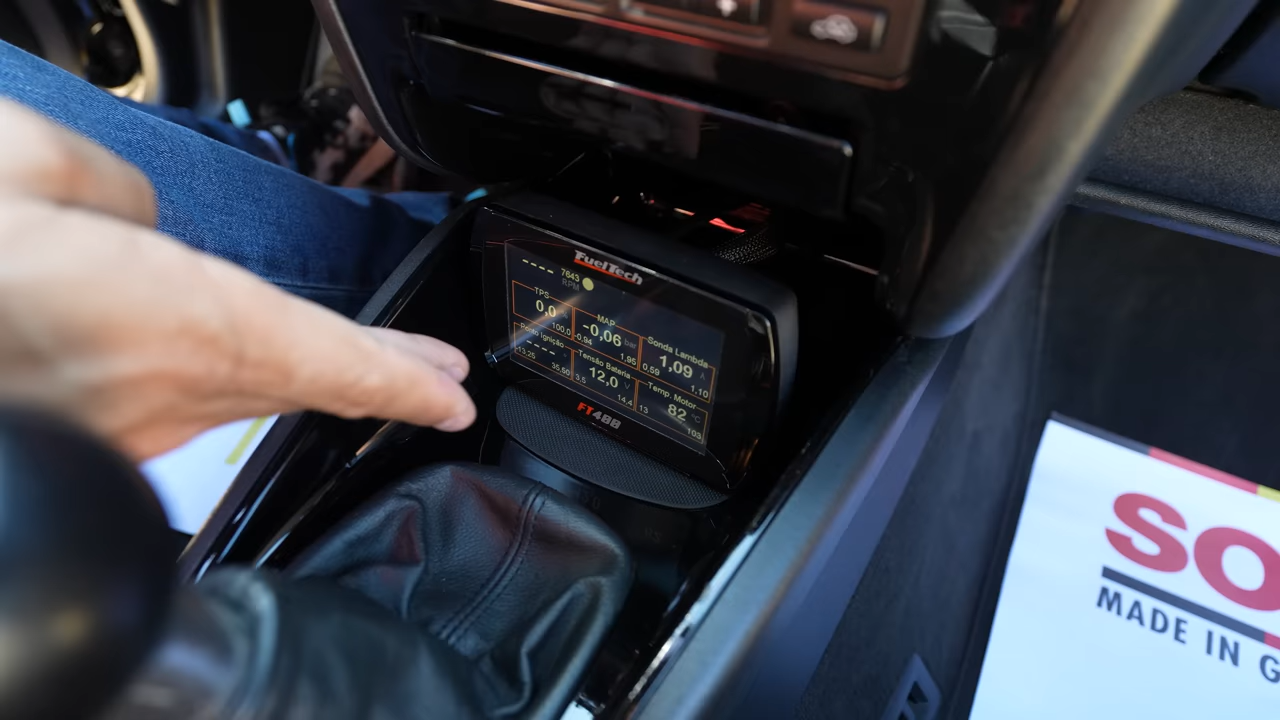 FuelTech
---- 7643
RPM
TPS
0,0
100,0
MAP
-0,06 bar
-0.94 1,95
Sonda Lambda
1,09
0,59 1.10
Ponto Ignição
----
-13,25 35,50
Tensão Bateria
12,0 V
3,5 14,4
Temp. Motor
82 °C
13 103
FT400
SO
MADE IN G